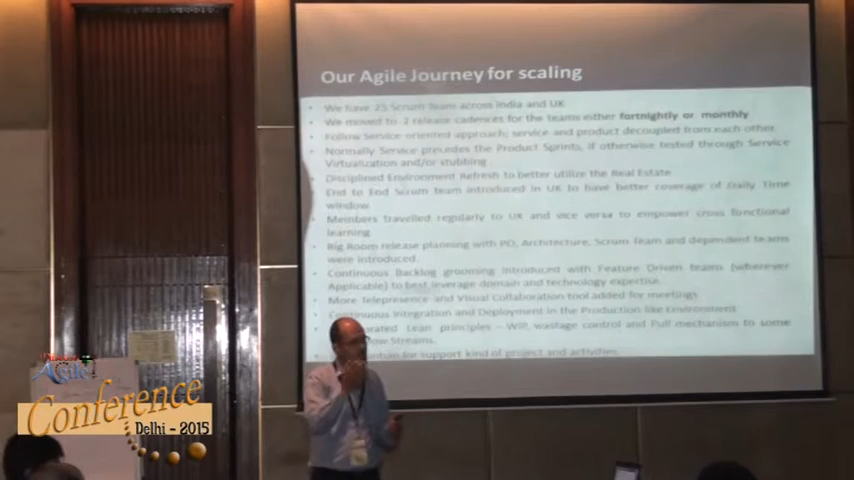 Our Agile Journey for scaling
• We have 25 Scrum Team across India and UK
• We moved to 2 release cadences for the teams either fortnightly or monthly
• Follow Service oriented approach; service and product decoupled from each other.
• Normally Service precedes the Product Sprints, if otherwise tested through Service
Virtualization and/or stubbing
• Disciplined Environment Refresh to better utilize the Real Estate
End to End Scrum team introduced in UK to have better coverage of Daily Time
window.
• Members travelled regularly to UK and vice versa to empower cross functional
learning
• Big Room release planning with PO, Architecture, Scrum Team and dependent teams
were introduced.
• Continuous Backlog grooming introduced with Feature Driven teams (wherever
Applicable) to best leverage domain and technology expertise.
• More Telepresence and Visual Collaboration tool added for meetings
• Continuous Integration and Deployment in the Production like Environment
Lean principles – WIP, wastage control and Pull mechanism to some
Streams.
for support kind of project and activities.
Agile
Conference
Delhi - 2015